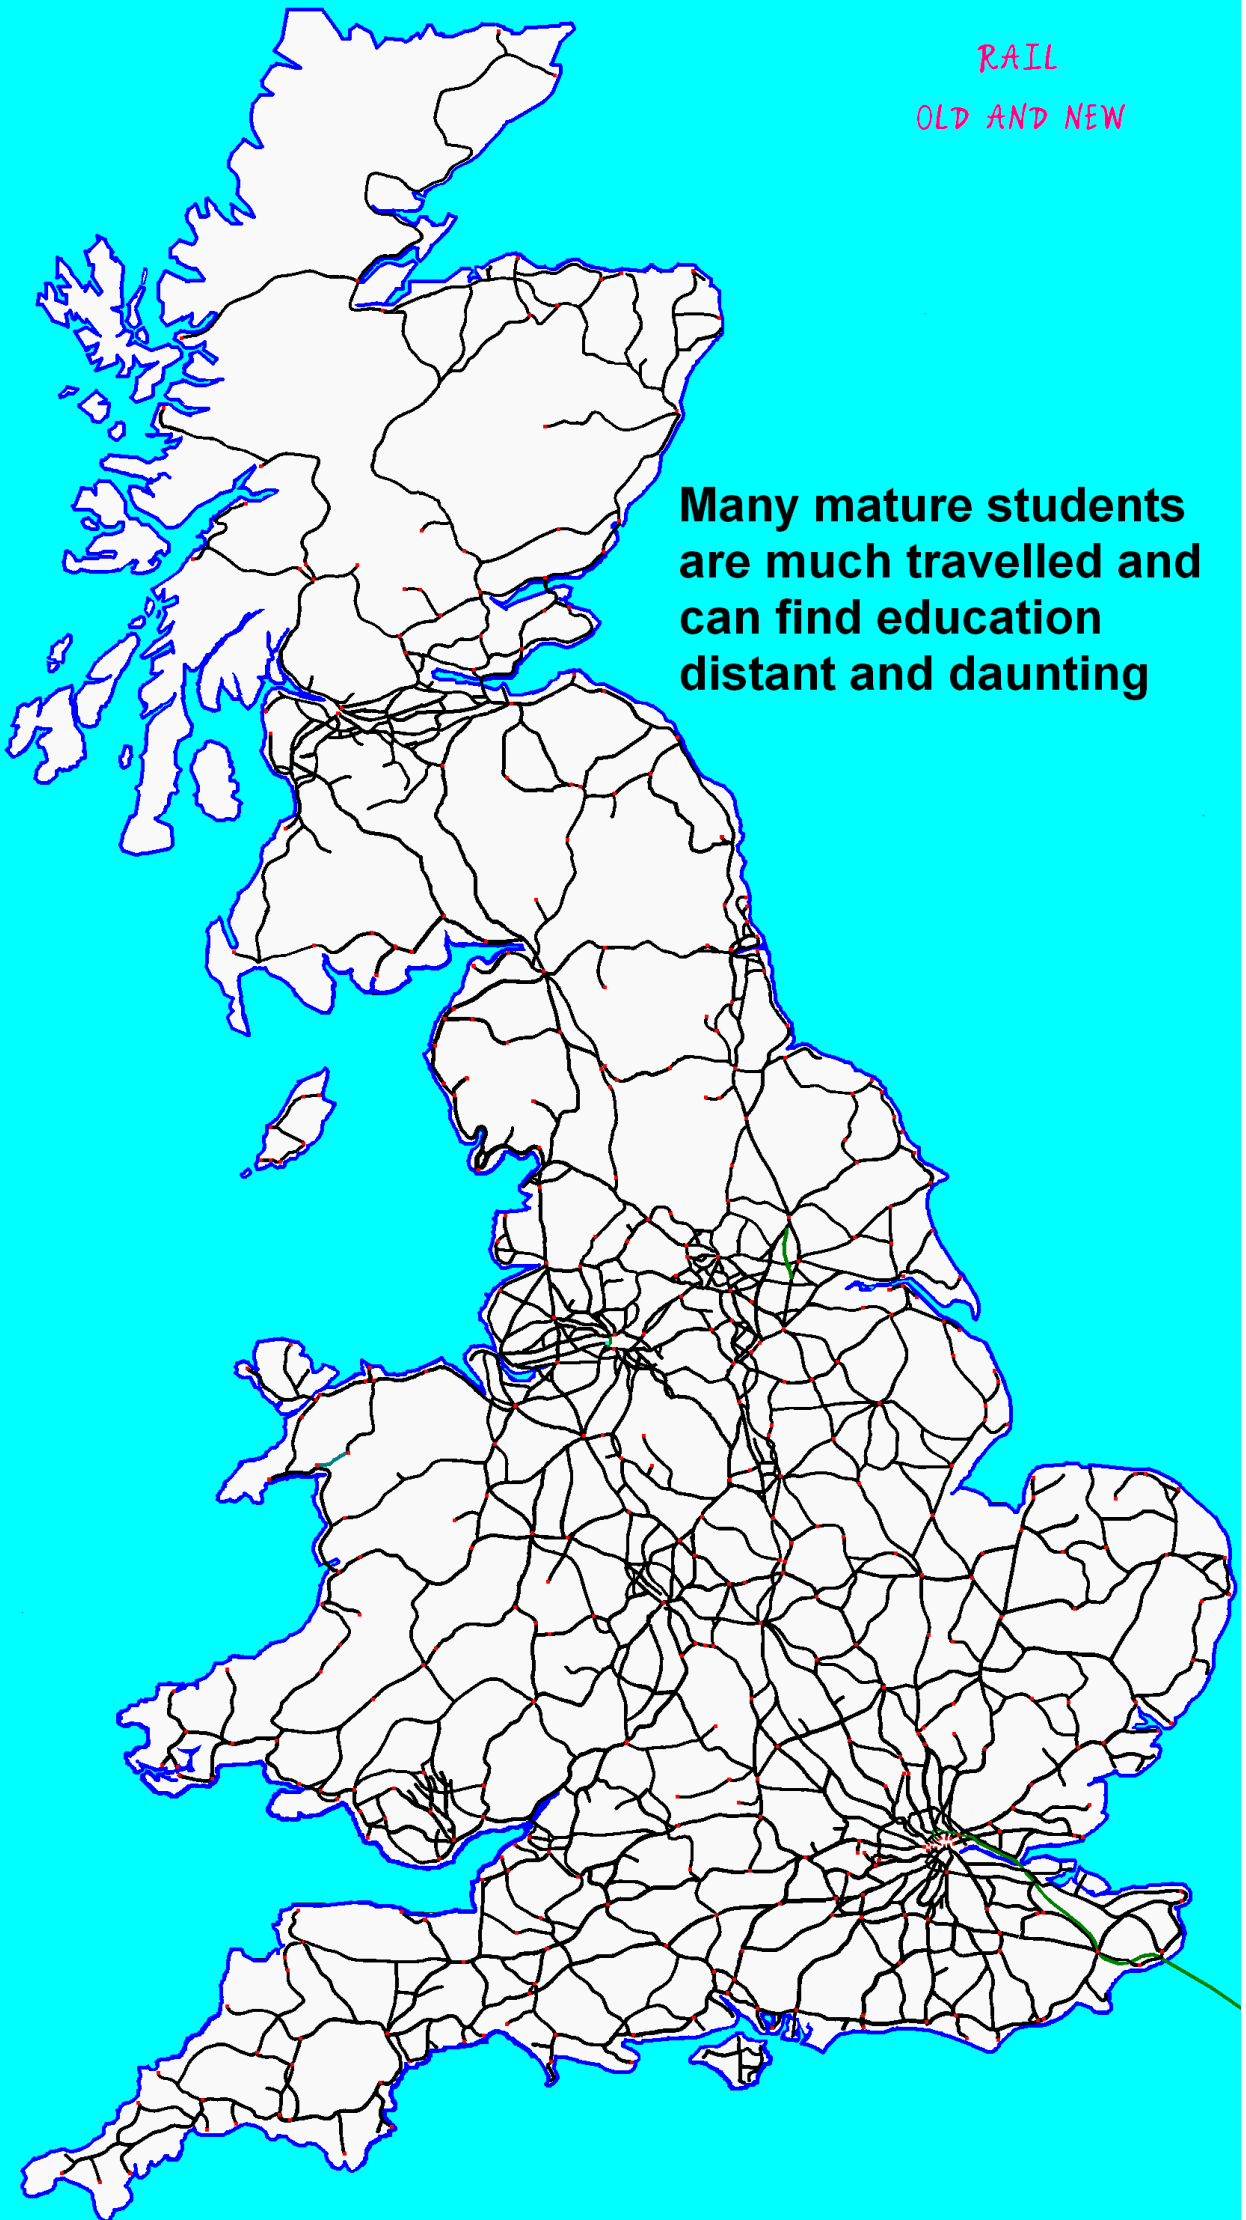 RAIL
OLD AND NEW
Many mature students
are much travelled and
can find education
distant and daunting